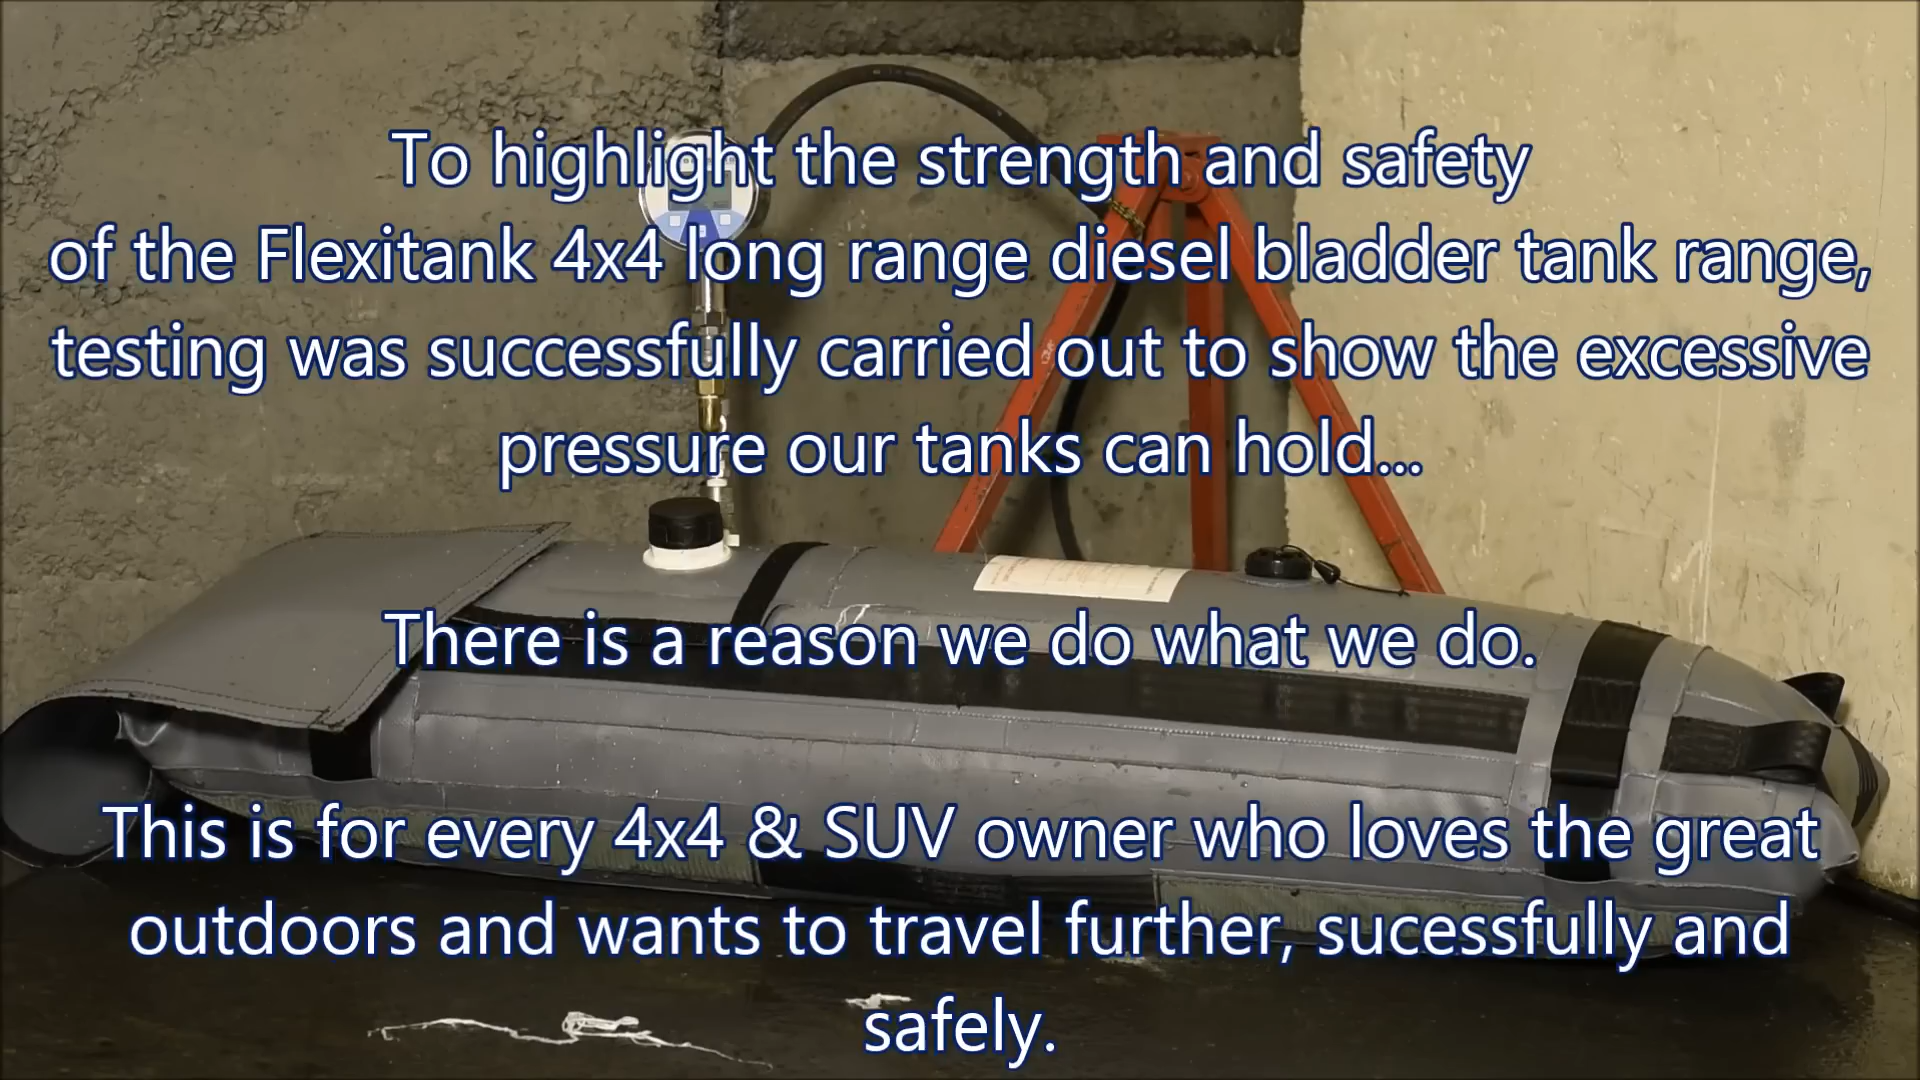 To highlight the strength and safety
of the Flexitank 4x4 long range diesel bladder tank range,
testing was successfully carried out to show the excessive
pressure our tanks can hold...
There is a reason we do what we do.
This is for every 4x4 & SUV owner who loves the great
outdoors and wants to travel further, sucessfully and
safely.